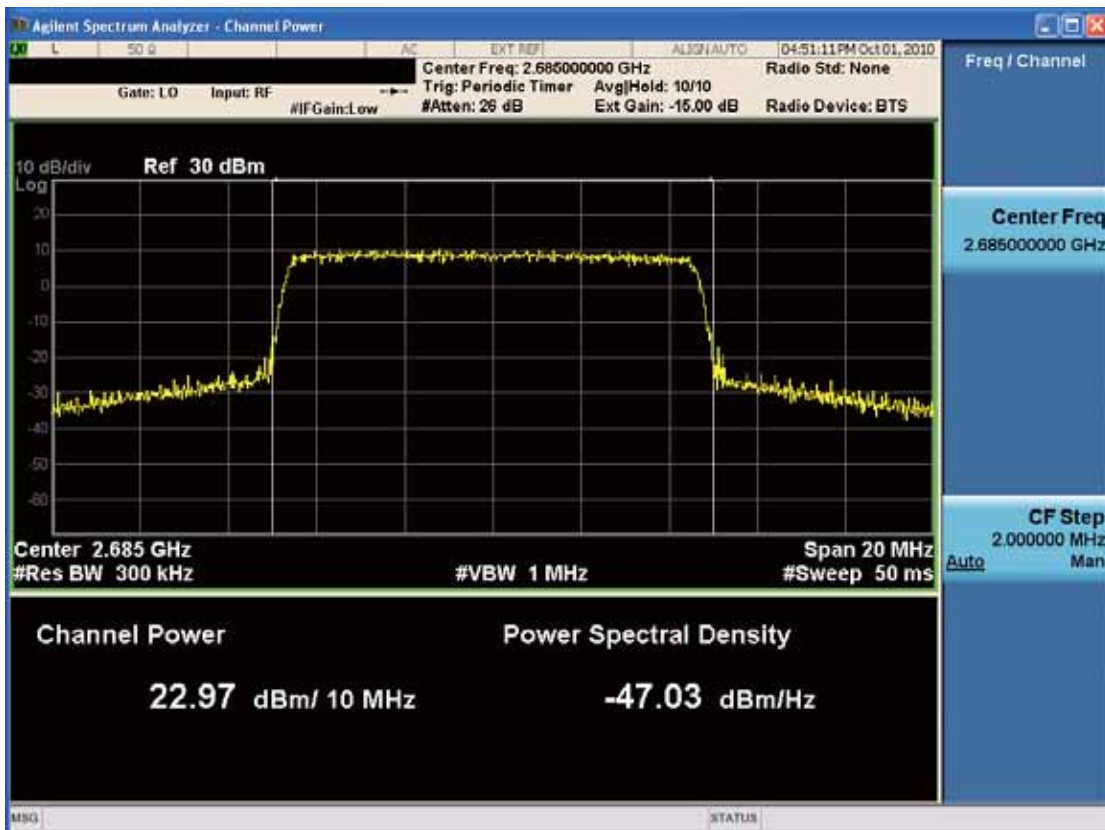 Agilent Spectrum Analyzer - Channel Power
L 50 Ω AC EXT REF ALIGNAUTO 04:51:11 PM Oct 01, 2010
Center Freq: 2.685000000 GHz Radio Std: None
Gate: LO Input: RF Trig: Periodic Timer Avg|Hold: 10/10
#IFGain:Low #Atten: 26 dB Ext Gain: -15.00 dB Radio Device: BTS
Freq / Channel
10 dB/div Ref 30 dBm
Log
20
10
0
-10
-20
-30
-40
-50
-60
Center 2.685 GHz Span 20 MHz
#Res BW 300 kHz #VBW 1 MHz #Sweep 50 ms
Channel Power Power Spectral Density
22.97 dBm/ 10 MHz -47.03 dBm/Hz
Center Freq
2.685000000 GHz
CF Step
2.000000 MHz
Auto Man
MSG STATUS